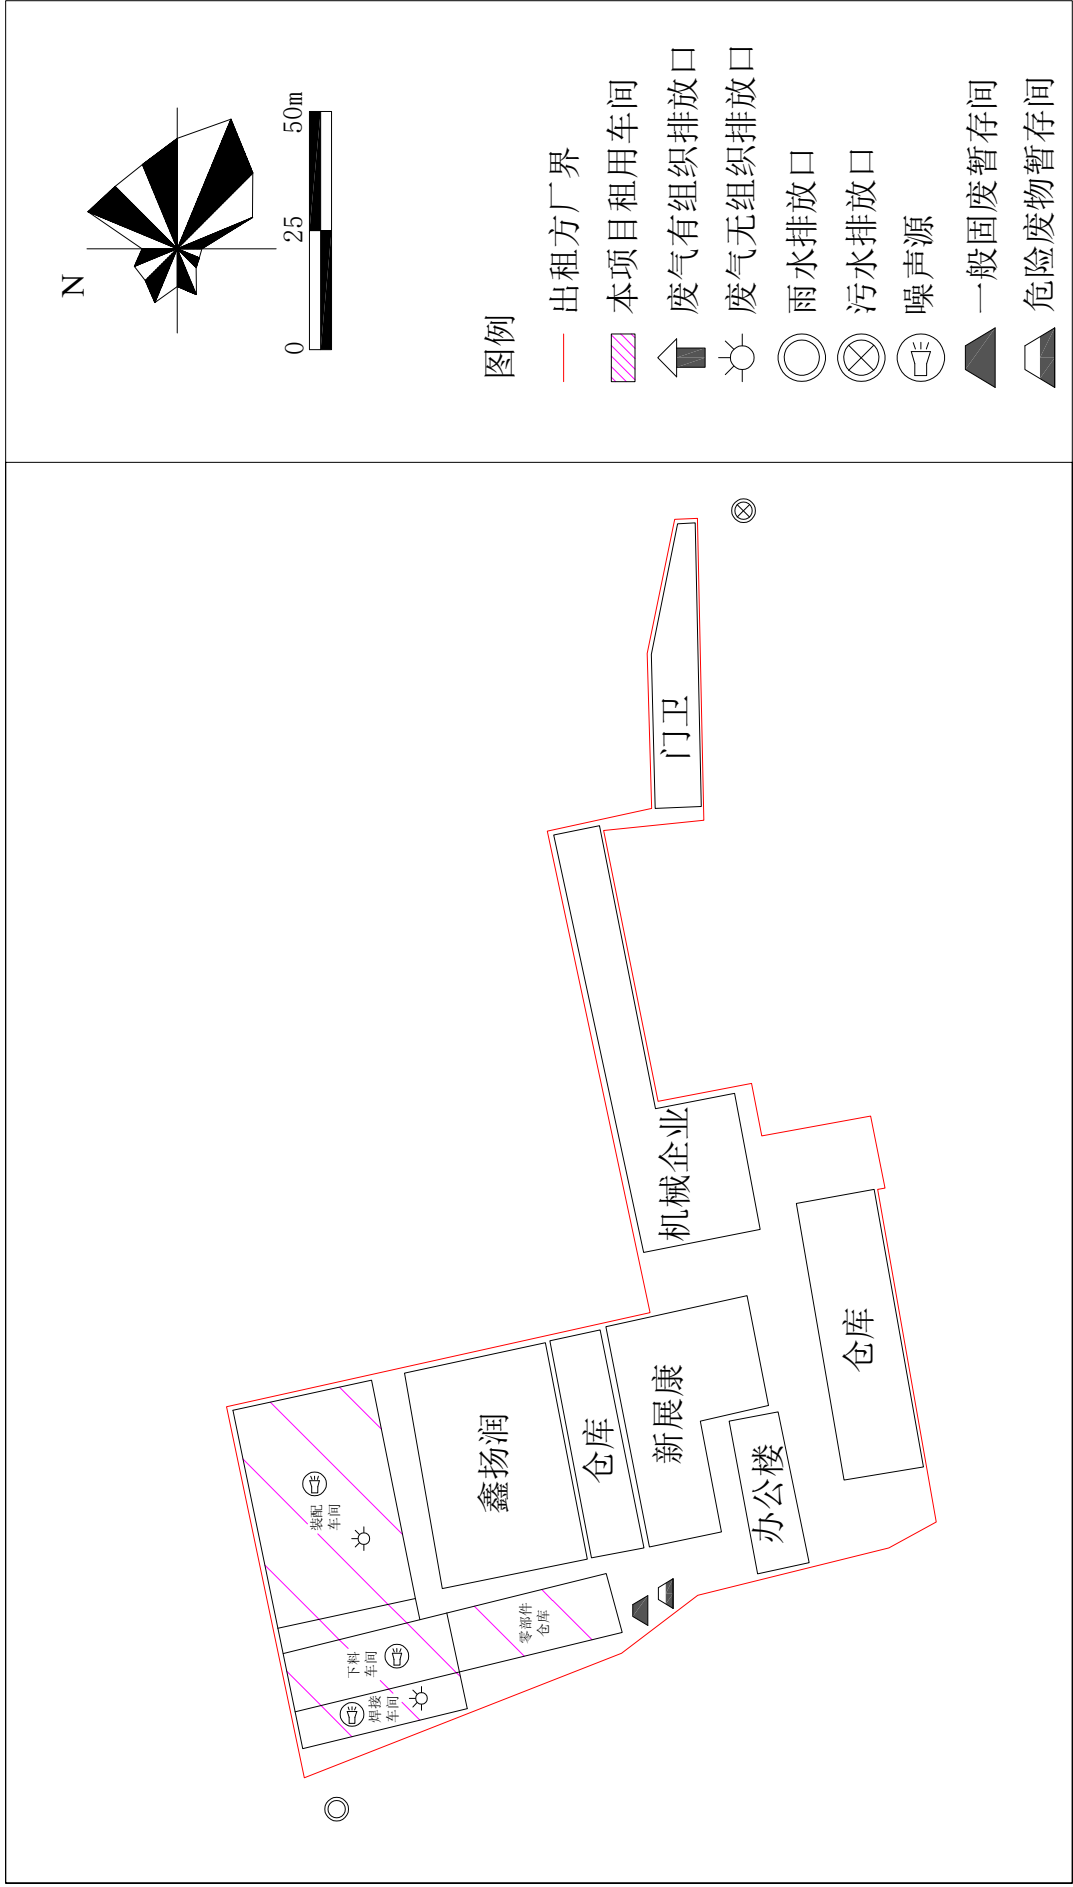 装配
车间
下料
车间
焊接
车间
鑫扬润
零部件
仓库
仓库
新展康
机械企业
门卫
办公楼
仓库
N
0 25 50m
图例
出租方厂界
本项目租用车间
废气有组织排放口
废气无组织排放口
雨水排放口
污水排放口
噪声源
一般固废暂存间
危险废物暂存间